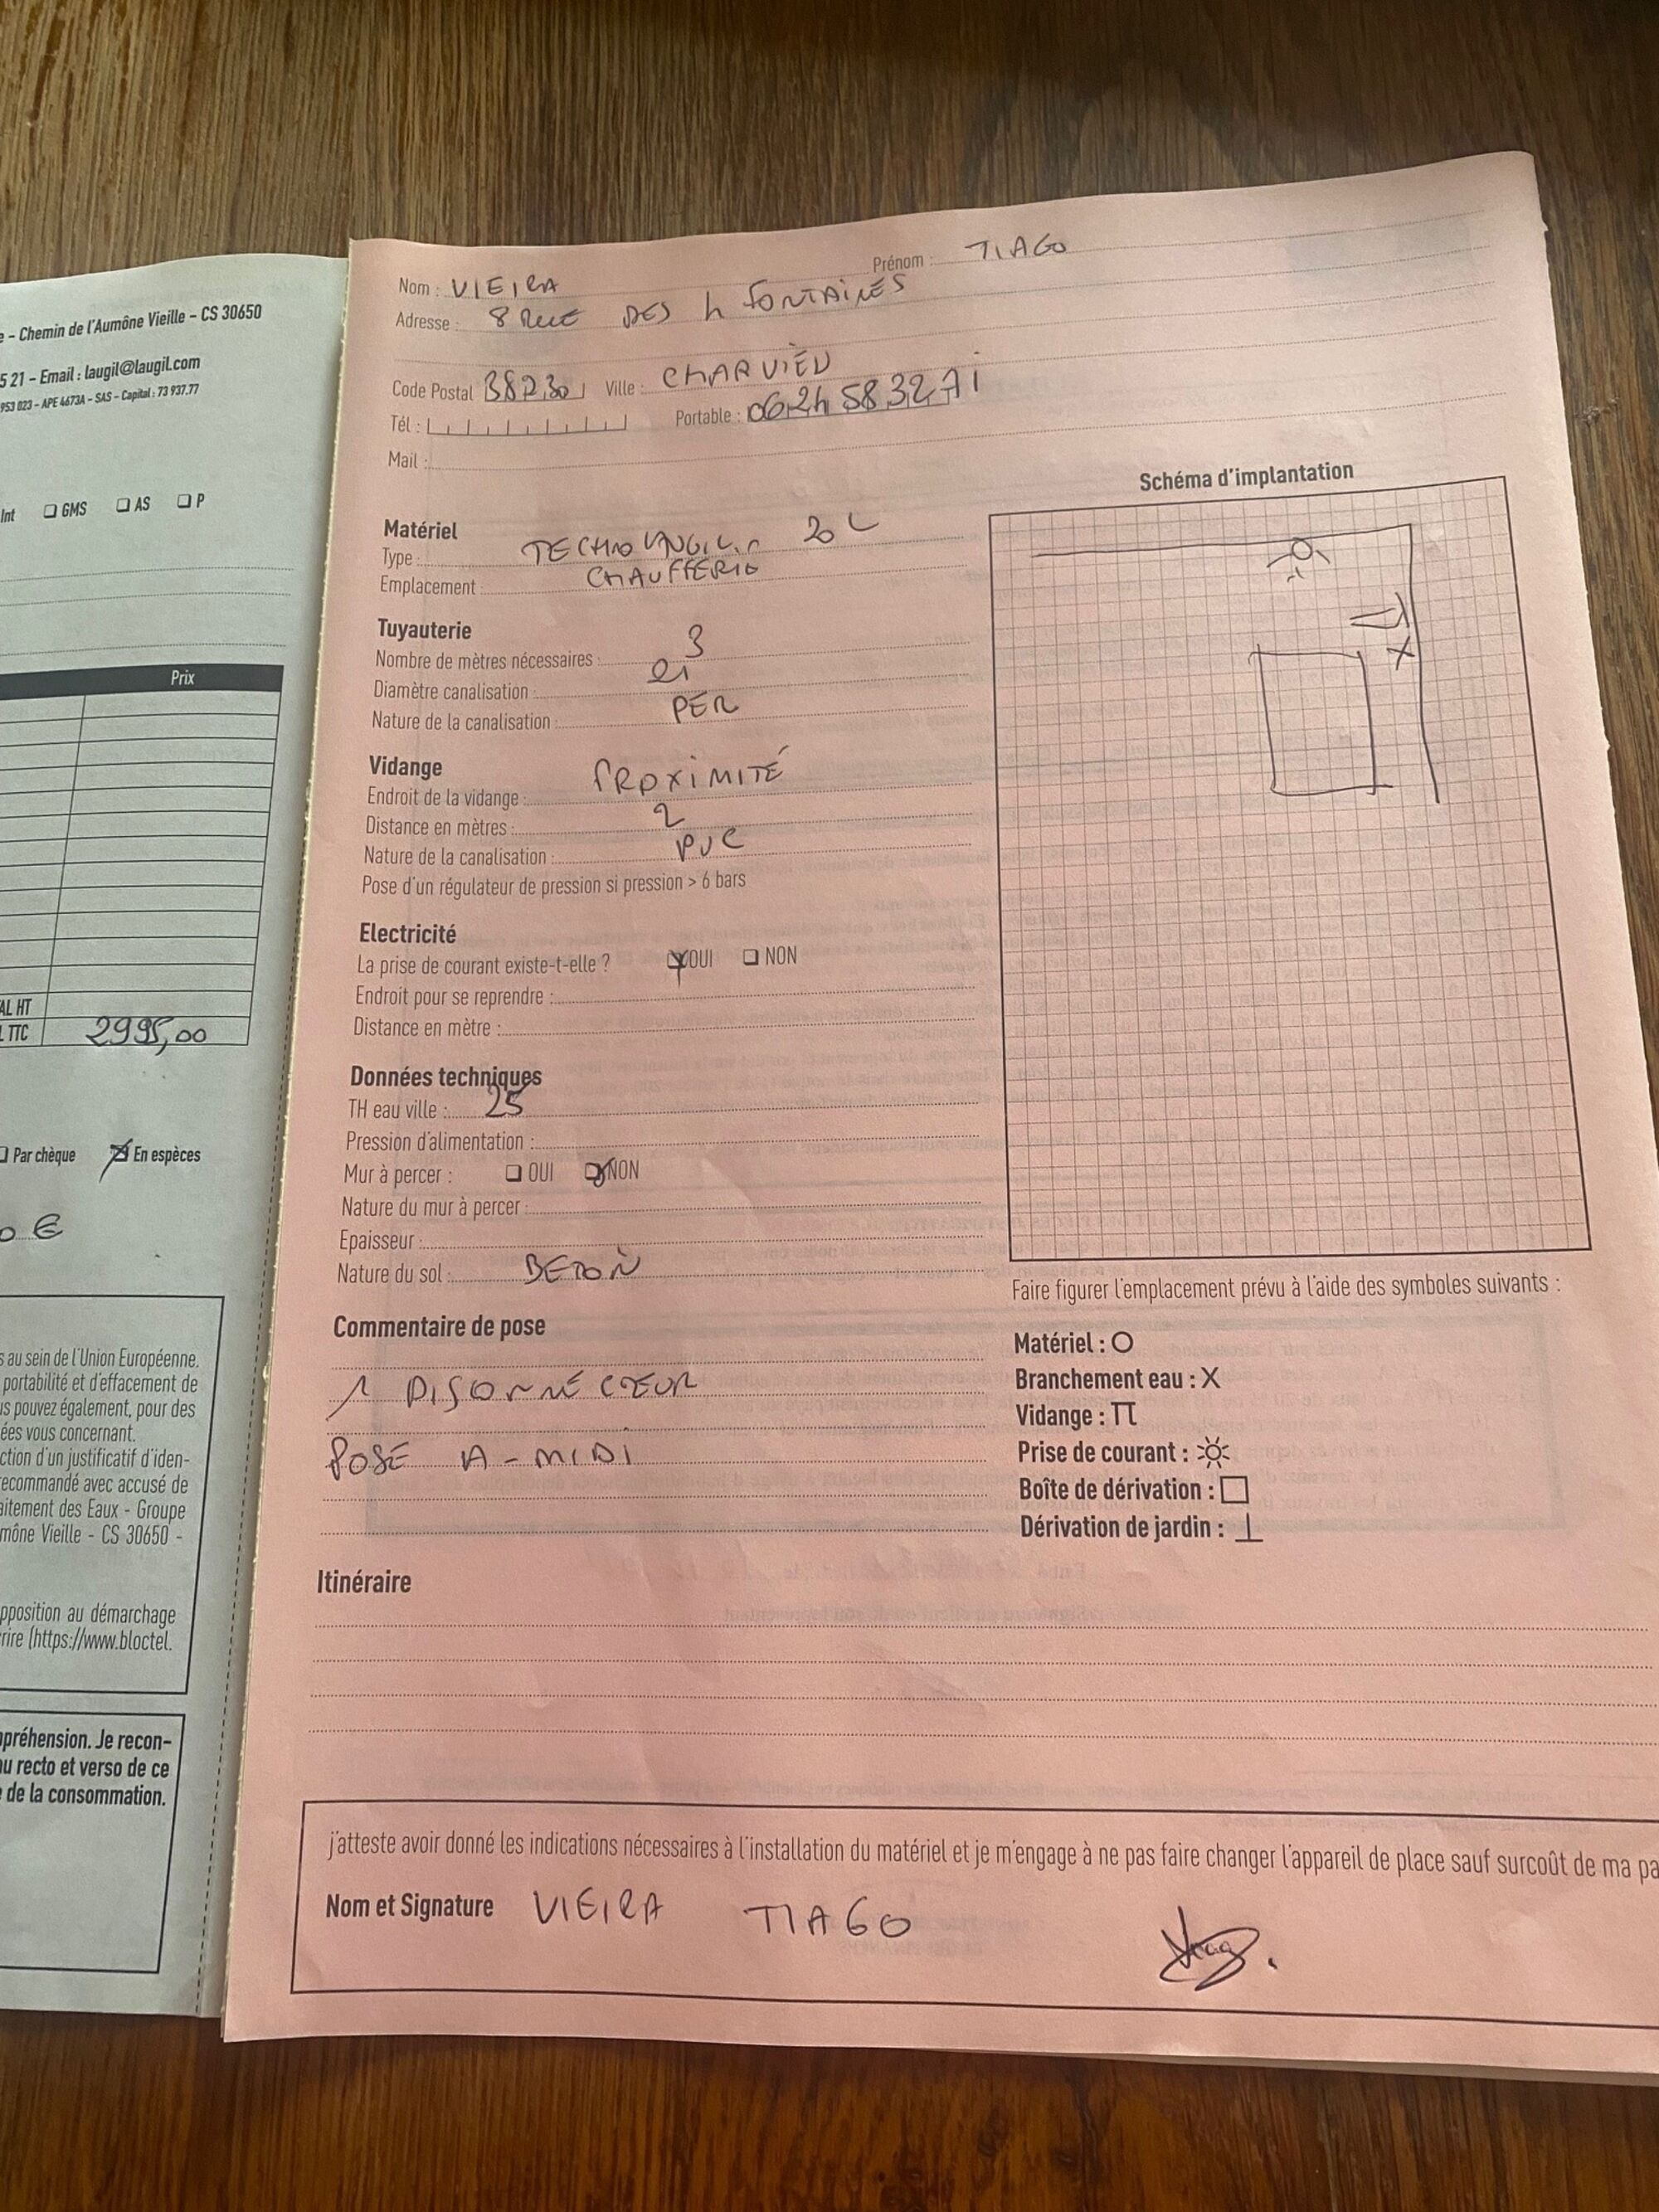 e - Chemin de l'Aumône Vieille - CS 30650
5 21 - Email : laugil@laugil.com
953 023 - APE 4673A - SAS - Capital : 73 937.77
Int ❑ GMS ❑ AS ❑ P
Prix
AL HT
L TTC 2995,00
❑ Par chèque ☒ En espèces
0 €
s au sein de l'Union Européenne.
portabilité et d'effacement de
us pouvez également, pour des
ées vous concernant.
ction d'un justificatif d'iden-
recommandé avec accusé de
aitement des Eaux - Groupe
mône Vieille - CS 30650 -
pposition au démarchage
rire (https://www.bloctel.
préhension. Je recon-
au recto et verso de ce
de la consommation.
Nom : VIEIRA Prénom : TIAGO
Adresse : 8 RUE DES 4 FONTAINES
Code Postal 38230 Ville : CHARVIEU
Tél : Portable : 06 24 58 32 71
Mail :
Matériel
Type : TECHNO 20 L
Emplacement : CHAUFFERIE
Tuyauterie
Nombre de mètres nécessaires : 3
Diamètre canalisation :
Nature de la canalisation : PER
Vidange
Endroit de la vidange : PROXIMITÉ
Distance en mètres : 2
Nature de la canalisation : PVC
Pose d'un régulateur de pression si pression > 6 bars
Electricité
La prise de courant existe-t-elle ? ☒ OUI ❑ NON
Endroit pour se reprendre :
Distance en mètre :
Données techniques
TH eau ville : 25
Pression d'alimentation :
Mur à percer : ❑ OUI ☒ NON
Nature du mur à percer :
Epaisseur :
Nature du sol : BETON
Commentaire de pose
1 DISONNECTEUR
POSE A-MIDI
Schéma d'implantation
Faire figurer l'emplacement prévu à l'aide des symboles suivants :
Matériel : O
Branchement eau : X
Vidange : π
Prise de courant : ☼
Boîte de dérivation : □
Dérivation de jardin : ⊥
Itinéraire
j'atteste avoir donné les indications nécessaires à l'installation du matériel et je m'engage à ne pas faire changer l'appareil de place sauf surcoût de ma pa
Nom et Signature VIEIRA TIAGO